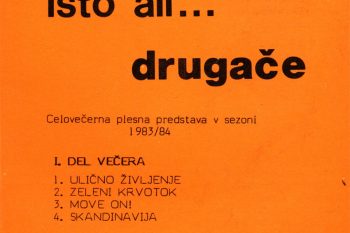 isto ali...
drugače
Celovečerna plesna predstava v sezoni
1983/84
I. DEL VEČERA
1. ULIČNO ŽIVLJENJE
2. ZELENI KRVOTOK
3. MOVE ON!
4. SKANDINAVIJA